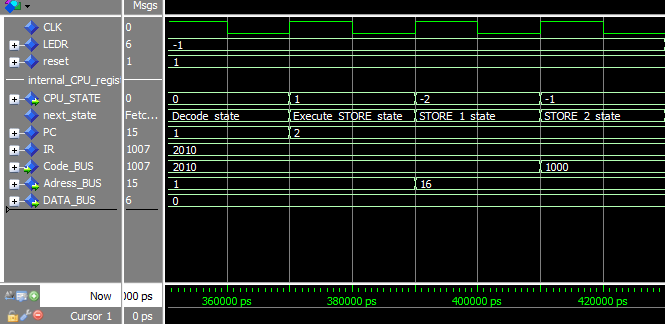 Msgs
CLK 0
LEDR 6 -1
reset 1 1
internal_CPU_regist
CPU_STATE 0 0 1 -2 -1
next_state Fetc... Decode_state Execute_STORE_state STORE_1_state STORE_2_state
PC 15 1 2
IR 1007 2010
Code_BUS 1007 2010 1000
Adress_BUS 15 1 16
DATA_BUS 6 0
Now 000 ps 360000 ps 380000 ps 400000 ps 420000 ps
Cursor 1 0 ps